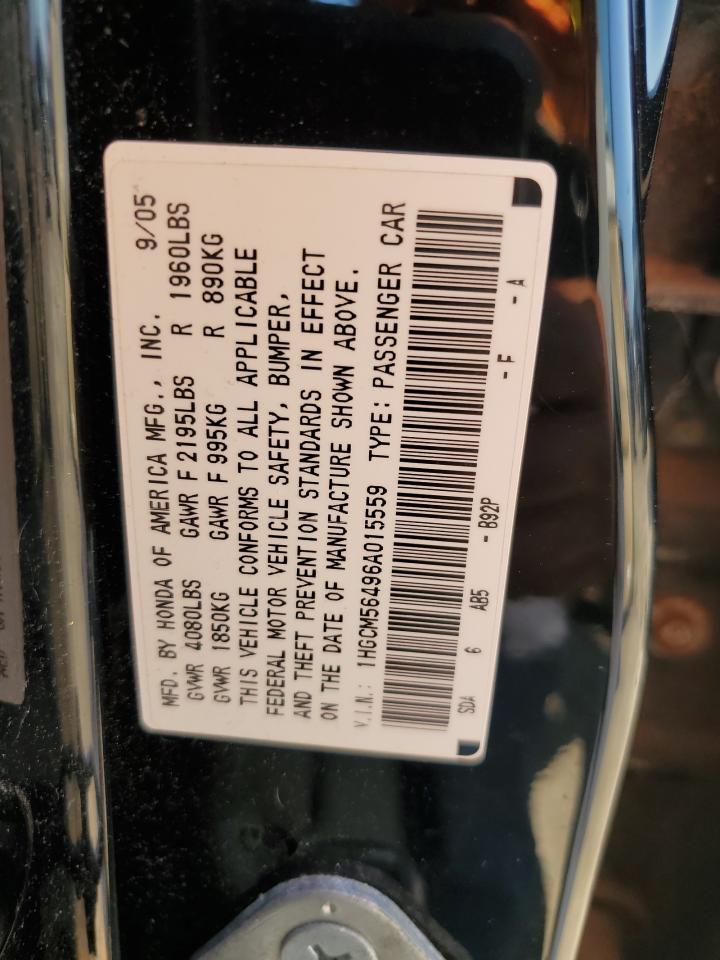 MFD. BY HONDA OF AMERICA MFG., INC. 9/05
GVWR 4080LBS GAWR F 2195LBS R 1960LBS
GVWR 1850KG GAWR F 995KG R 890KG
THIS VEHICLE CONFORMS TO ALL APPLICABLE
FEDERAL MOTOR VEHICLE SAFETY, BUMPER,
AND THEFT PREVENTION STANDARDS IN EFFECT
ON THE DATE OF MANUFACTURE SHOWN ABOVE.
V.I.N.: 1HGCM56496A015559 TYPE: PASSENGER CAR
SDA 6 AB5 - B92P - F - A